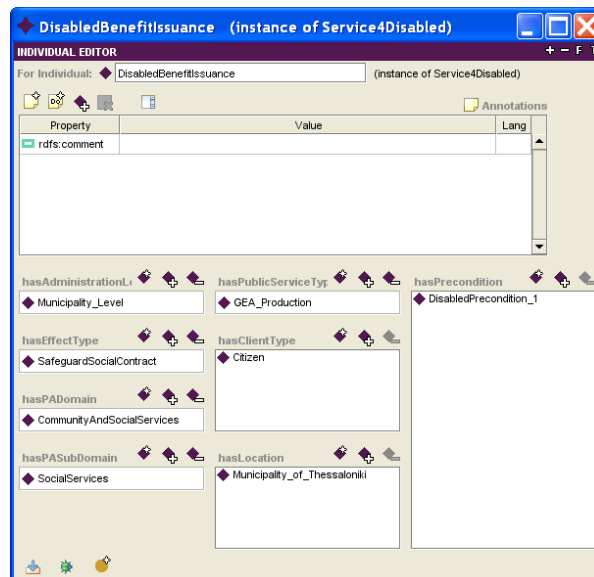 DisabledBenefitIssuance (instance of Service4Disabled)
INDIVIDUAL EDITOR + − F T
For Individual: DisabledBenefitIssuance (instance of Service4Disabled)
Annotations
Property Value Lang
rdfs:comment
hasAdministrationLe hasPublicServiceTyp hasPrecondition
Municipality_Level GEA_Production DisabledPrecondition_1
hasEffectType hasClientType
SafeguardSocialContract Citizen
hasPADomain
CommunityAndSocialServices
hasPASubDomain hasLocation
SocialServices Municipality_of_Thessaloniki